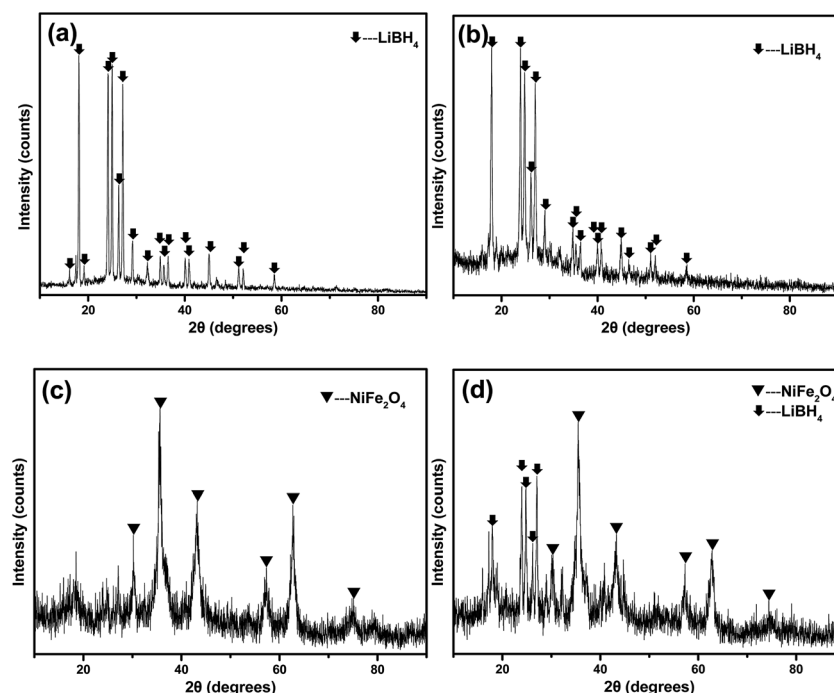 (a)
---LiBH₄
Intensity (counts)
20 40 60 80
2θ (degrees)
(b)
---LiBH₄
Intensity (counts)
20 40 60 80
2θ (degrees)
(c)
---NiFe₂O₄
Intensity (counts)
20 40 60 80
2θ (degrees)
(d)
---NiFe₂O₄
---LiBH₄
Intensity (counts)
20 40 60 80
2θ (degrees)